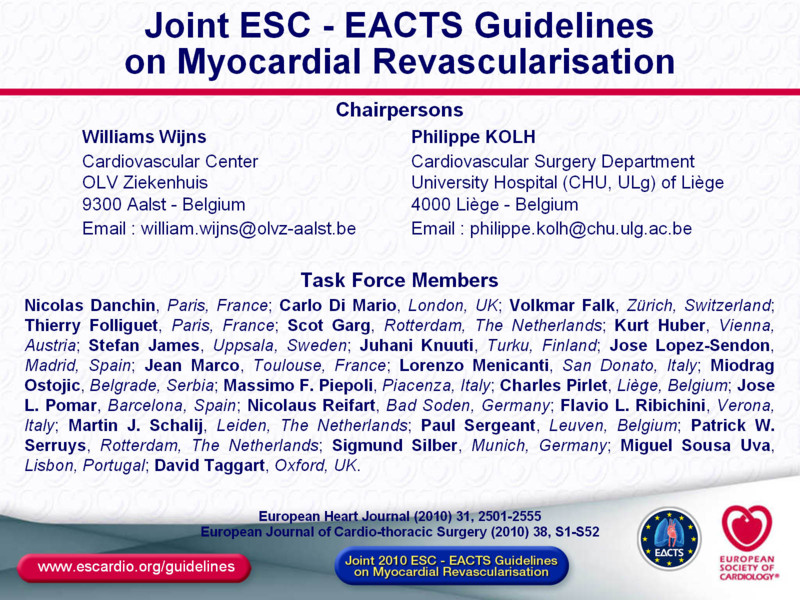 Joint ESC - EACTS Guidelines
on Myocardial Revascularisation
Chairpersons
Williams Wijns
Cardiovascular Center
OLV Ziekenhuis
9300 Aalst - Belgium
Email : william.wijns@olvz-aalst.be
Philippe KOLH
Cardiovascular Surgery Department
University Hospital (CHU, ULg) of Liège
4000 Liège - Belgium
Email : philippe.kolh@chu.ulg.ac.be
Task Force Members
Nicolas Danchin, Paris, France; Carlo Di Mario, London, UK; Volkmar Falk, Zürich, Switzerland;
Thierry Folliguet, Paris, France; Scot Garg, Rotterdam, The Netherlands; Kurt Huber, Vienna,
Austria; Stefan James, Uppsala, Sweden; Juhani Knuuti, Turku, Finland; Jose Lopez-Sendon,
Madrid, Spain; Jean Marco, Toulouse, France; Lorenzo Menicanti, San Donato, Italy; Miodrag
Ostojic, Belgrade, Serbia; Massimo F. Piepoli, Piacenza, Italy; Charles Pirlet, Liège, Belgium; Jose
L. Pomar, Barcelona, Spain; Nicolaus Reifart, Bad Soden, Germany; Flavio L. Ribichini, Verona,
Italy; Martin J. Schalij, Leiden, The Netherlands; Paul Sergeant, Leuven, Belgium; Patrick W.
Serruys, Rotterdam, The Netherlands; Sigmund Silber, Munich, Germany; Miguel Sousa Uva,
Lisbon, Portugal; David Taggart, Oxford, UK.
European Heart Journal (2010) 31, 2501-2555
European Journal of Cardio-thoracic Surgery (2010) 38, S1-S52
www.escardio.org/guidelines
Joint 2010 ESC - EACTS Guidelines
on Myocardial Revascularisation
EACTS
EUROPEAN
SOCIETY OF
CARDIOLOGY®